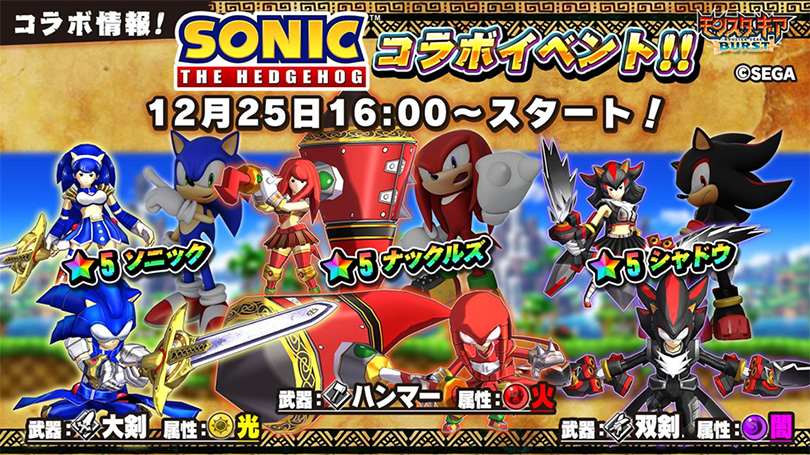 コラボ情報!
SONIC™
THE HEDGEHOG
コラボイベント!!
モンスターギア
BURST
©SEGA
12月25日16:00～スタート!
★5 ソニック
★5 ナックルズ
★5 シャドウ
武器: ハンマー 属性: 火
武器: 大剣 属性: 光
武器: 双剣 属性: 闇